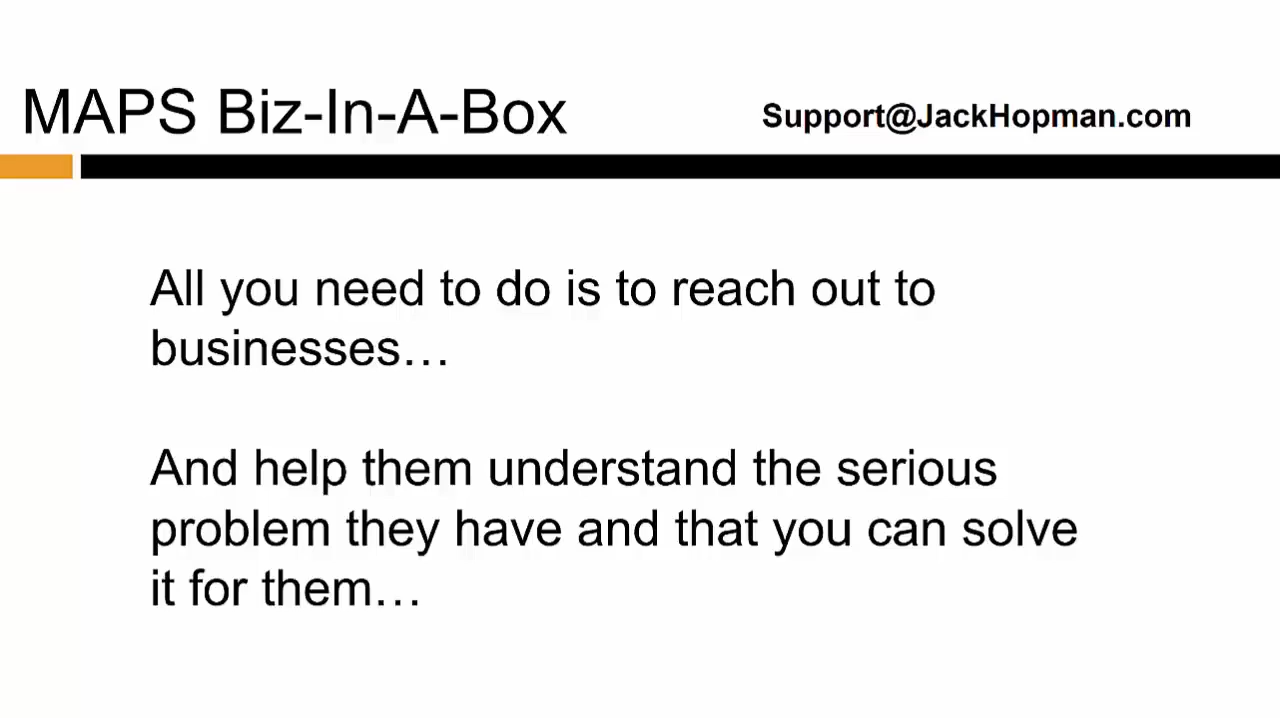 MAPS Biz-In-A-Box
Support@JackHopman.com
All you need to do is to reach out to
businesses…
And help them understand the serious
problem they have and that you can solve
it for them…